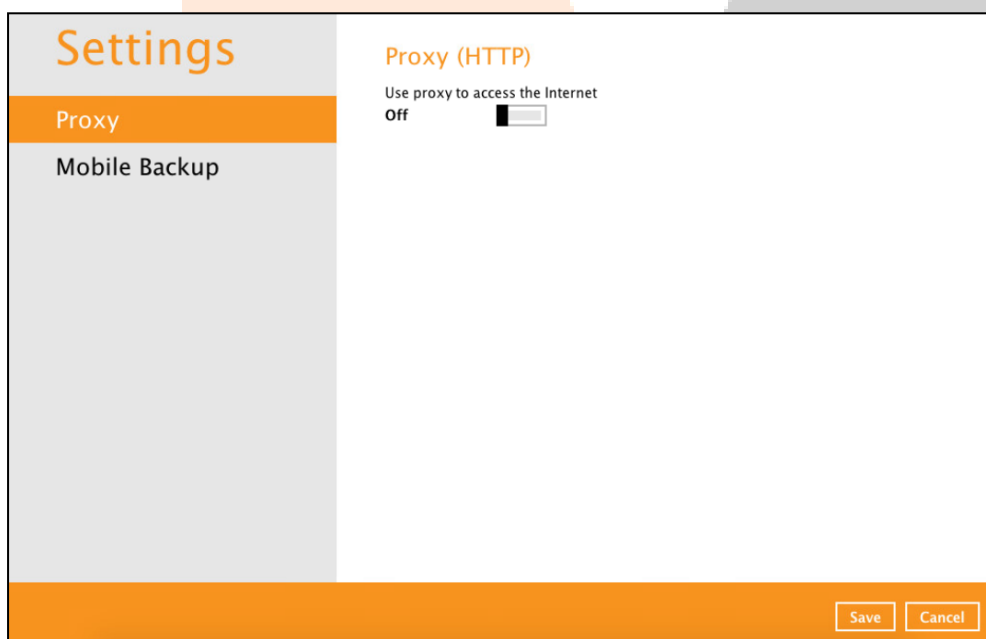 Settings
Proxy
Mobile Backup
Proxy (HTTP)
Use proxy to access the Internet
Off
Save
Cancel